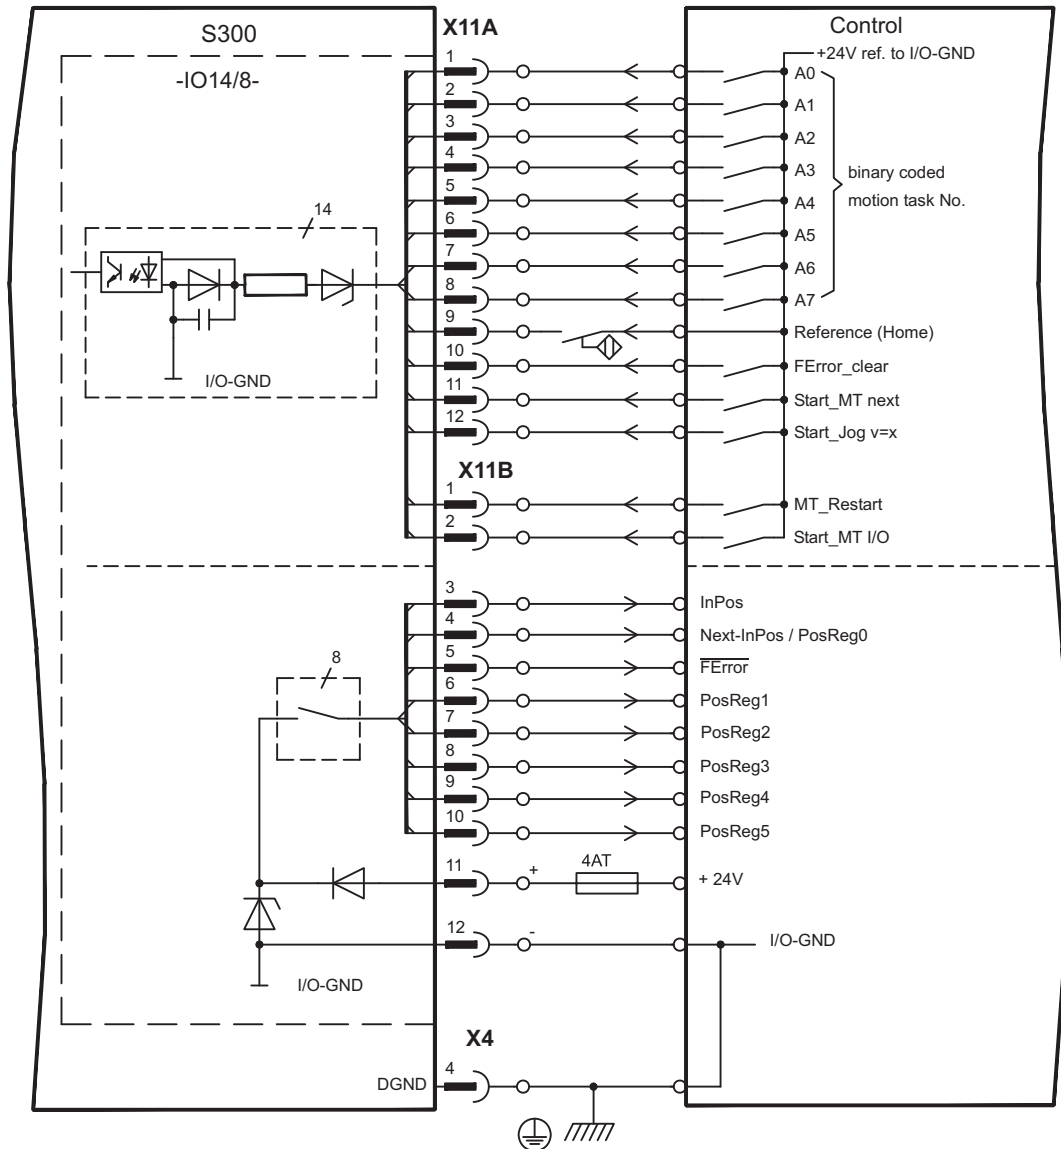 S300
X11A
Control
-IO14/8-
+24V ref. to I/O-GND
1
A0
2
A1
3
A2
4
A3
binary coded
motion task No.
5
A4
6
A5
7
A6
8
A7
14
I/O-GND
9
Reference (Home)
10
FError_clear
11
Start_MT next
12
Start_Jog v=x
X11B
1
MT_Restart
2
Start_MT I/O
3
InPos
4
Next-InPos / PosReg0
5
FError
6
PosReg1
7
PosReg2
8
PosReg3
9
PosReg4
10
PosReg5
8
11
+
4AT
+ 24V
12
-
I/O-GND
I/O-GND
X4
4
DGND